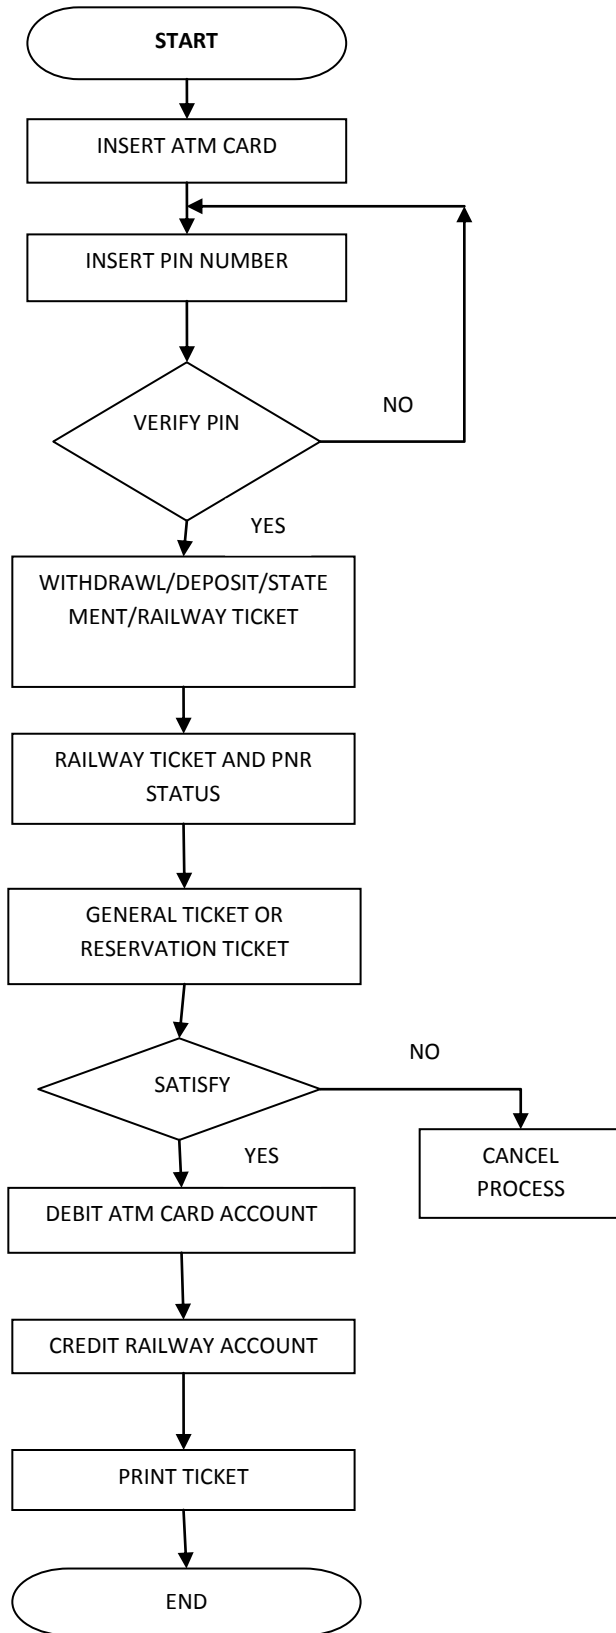 START
INSERT ATM CARD
INSERT PIN NUMBER
VERIFY PIN
NO
YES
WITHDRAWL/DEPOSIT/STATE
MENT/RAILWAY TICKET
RAILWAY TICKET AND PNR
STATUS
GENERAL TICKET OR
RESERVATION TICKET
SATISFY
NO
YES
CANCEL
PROCESS
DEBIT ATM CARD ACCOUNT
CREDIT RAILWAY ACCOUNT
PRINT TICKET
END